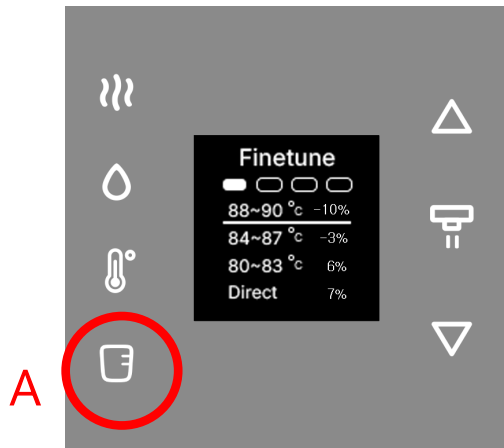 Finetune
88~90 °c -10%
84~87 °c -3%
80~83 °c 6%
Direct 7%
A